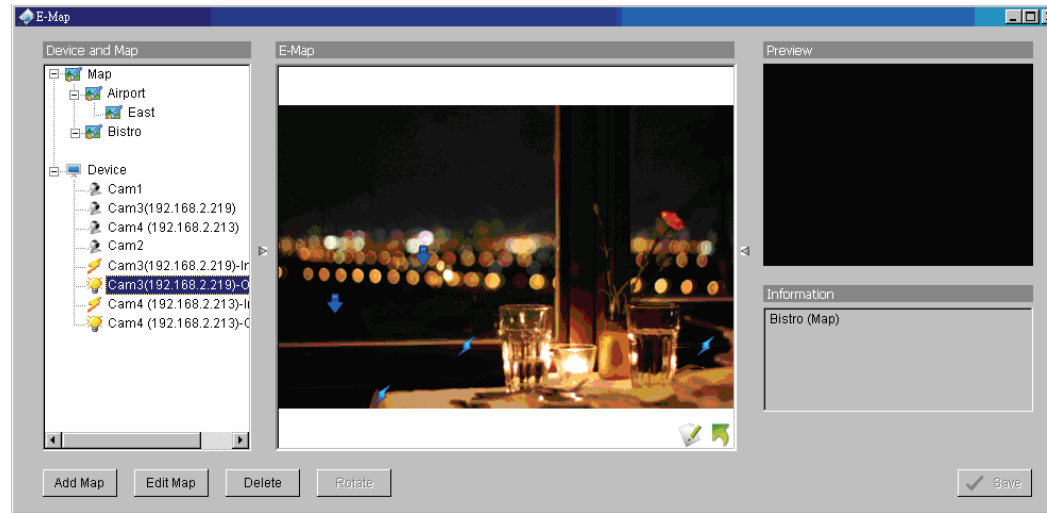 E-Map
Device and Map
Map
Airport
East
Bistro
Device
Cam1
Cam3(192.168.2.219)
Cam4 (192.168.2.213)
Cam2
Cam3(192.168.2.219)-In
Cam3(192.168.2.219)-O
Cam4 (192.168.2.213)-I
Cam4 (192.168.2.213)-
E-Map
Preview
Information
Bistro (Map)
Add Map
Edit Map
Delete
Rotate
Save